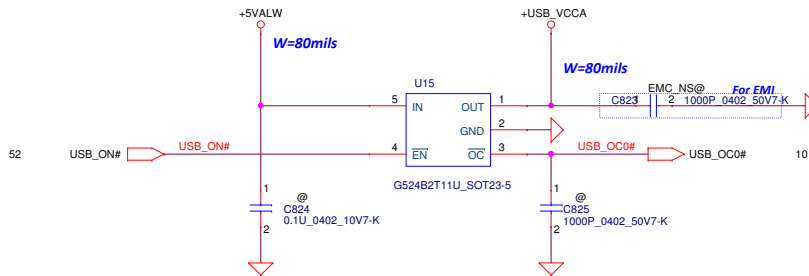 +5VALW
+USB_VCCA
W=80mils
W=80mils
U15
EMC_NS@
For EMI
C823
1
2
1000P_0402_50V7-K
5
IN
OUT
1
GND
2
52
USB_ON#
USB_ON#
4
EN
OC
3
USB_OC0#
USB_OC0#
10
G524B2T11U_SOT23-5
1
@
C824
0.1U_0402_10V7-K
2
1
@
C825
1000P_0402_50V7-K
2